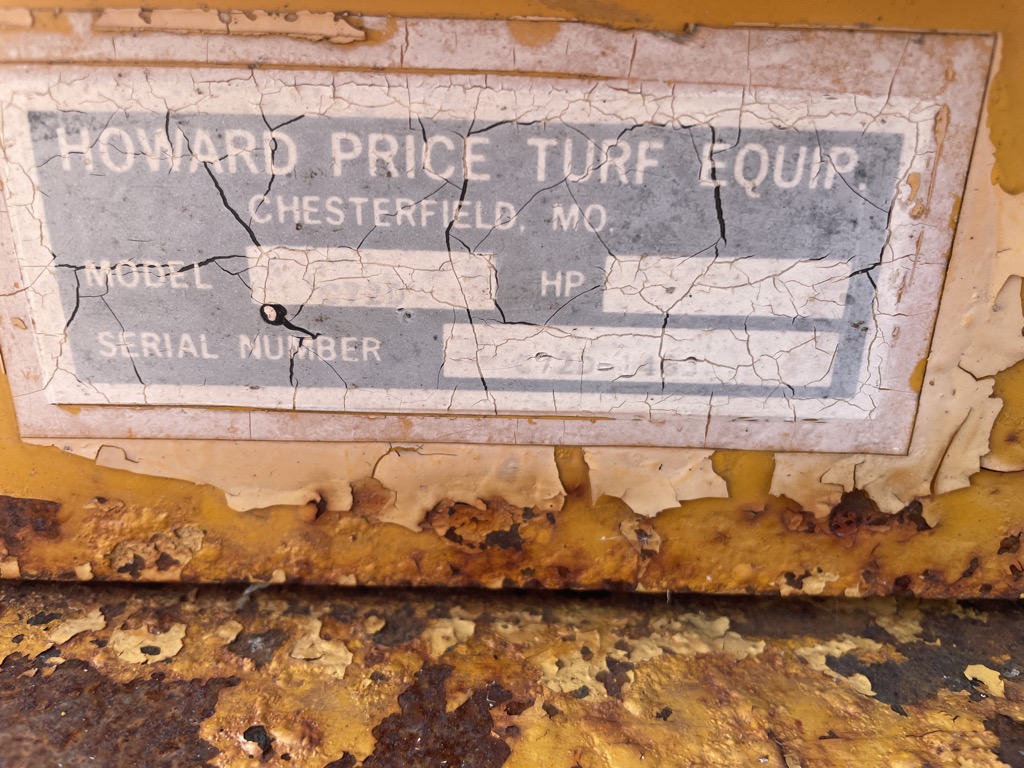 HOWARD PRICE TURF EQUIP.
CHESTERFIELD, MO.
MODEL HP
SERIAL NUMBER